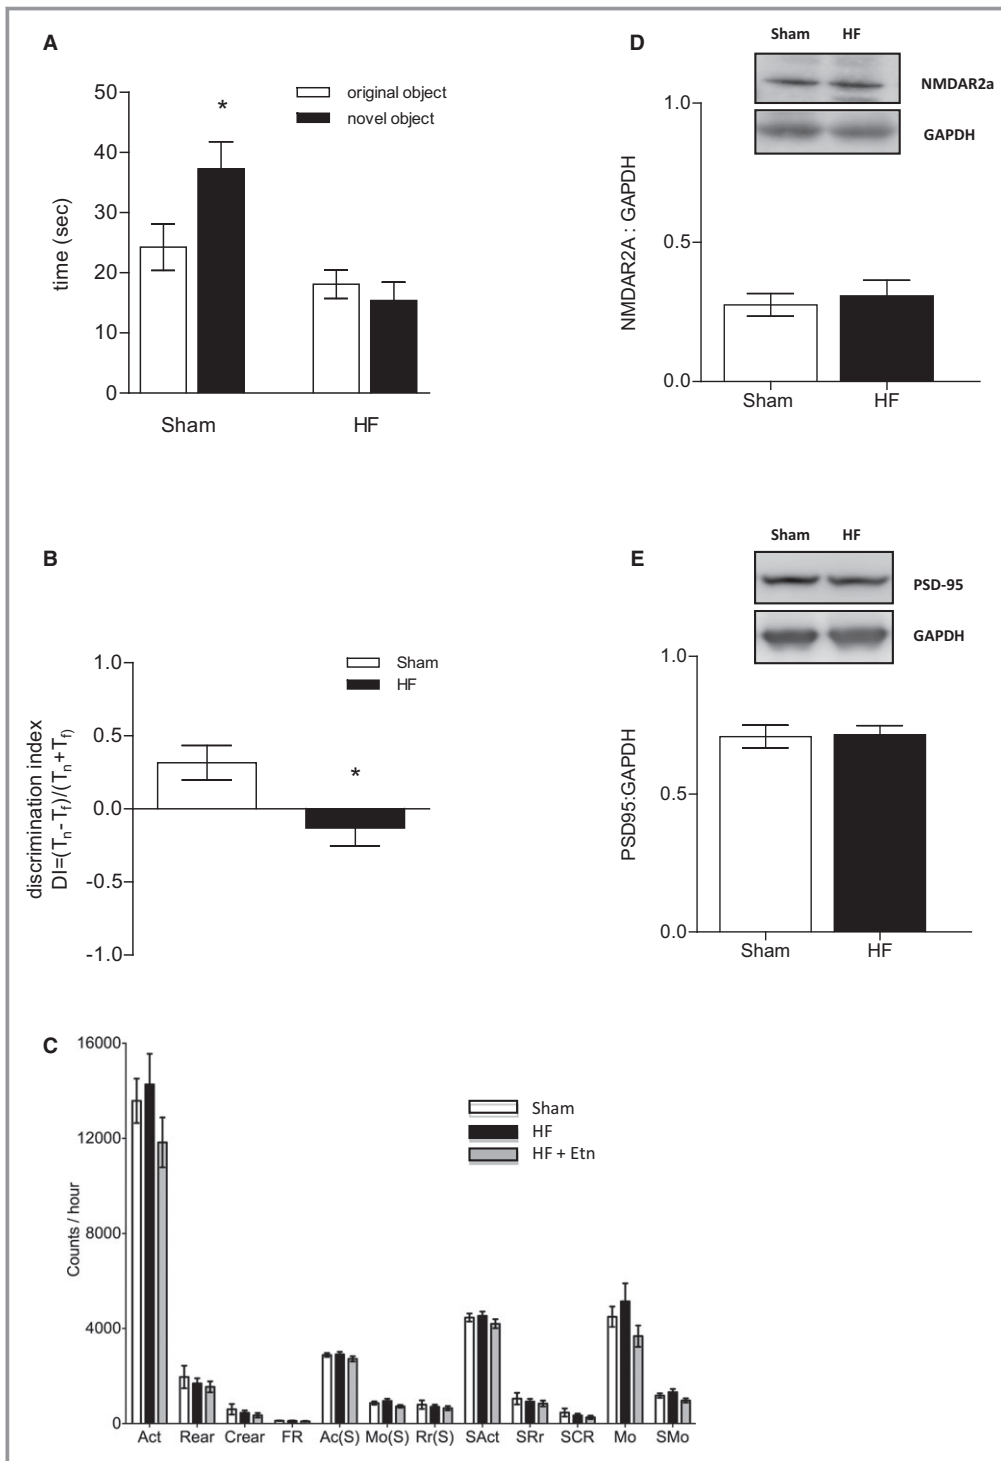 A
50
40
30
20
10
0
time (sec)
*
original object
novel object
Sham HF
B
1.0
0.5
0.0
-0.5
-1.0
discrimination index
DI=(Tn-Tf)/(Tn+Tf)
Sham
HF
*
C
16000
12000
8000
4000
0
Counts / hour
Sham
HF
HF + Etn
Act Rear Crear FR Ac(S) Mo(S) Rr(S) SAct SRr SCR Mo SMo
D
Sham HF
NMDAR2a
GAPDH
1.0
0.5
0.0
NMDAR2A : GAPDH
Sham HF
E
Sham HF
PSD-95
GAPDH
1.0
0.5
0.0
PSD95:GAPDH
Sham HF